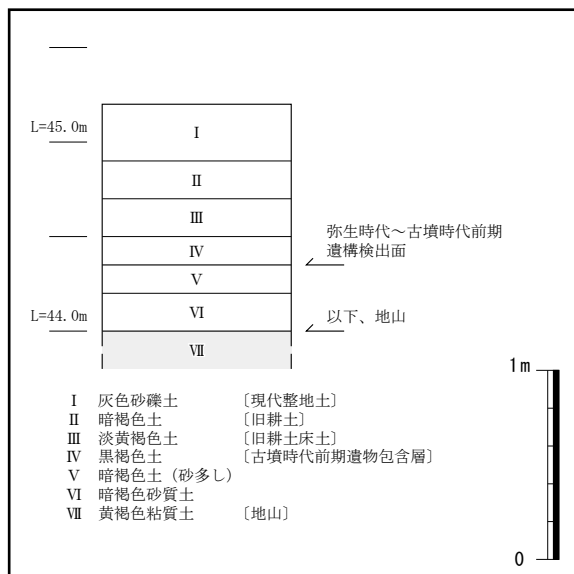 L=45.0m
Ⅰ
Ⅱ
Ⅲ
弥生時代～古墳時代前期
遺構検出面
Ⅳ
Ⅴ
Ⅵ
L=44.0m
以下、地山
Ⅶ
1m
Ⅰ 灰色砂礫土 〔現代整地土〕
Ⅱ 暗褐色土 〔旧耕土〕
Ⅲ 淡黄褐色土 〔旧耕土床土〕
Ⅳ 黒褐色土 〔古墳時代前期遺物包含層〕
Ⅴ 暗褐色土（砂多し）
Ⅵ 暗褐色砂質土
Ⅶ 黄褐色粘質土 〔地山〕
0